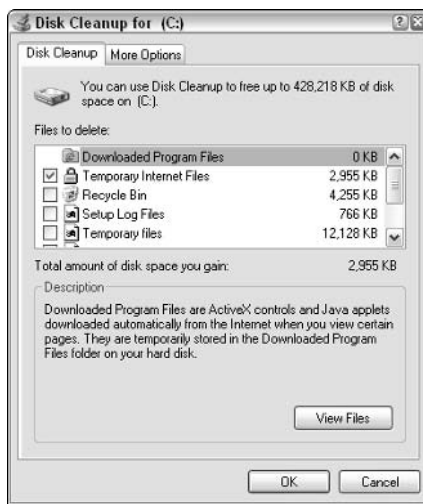 Disk Cleanup for (C:)
Disk Cleanup
More Options
You can use Disk Cleanup to free up to 428,218 KB of disk
space on (C:).
Files to delete:
Downloaded Program Files 0 KB
Temporary Internet Files 2,955 KB
Recycle Bin 4,255 KB
Setup Log Files 766 KB
Temporary files 12,128 KB
Total amount of disk space you gain: 2,955 KB
Description
Downloaded Program Files are ActiveX controls and Java applets
downloaded automatically from the Internet when you view certain
pages. They are temporarily stored in the Downloaded Program
Files folder on your hard disk.
View Files
OK
Cancel